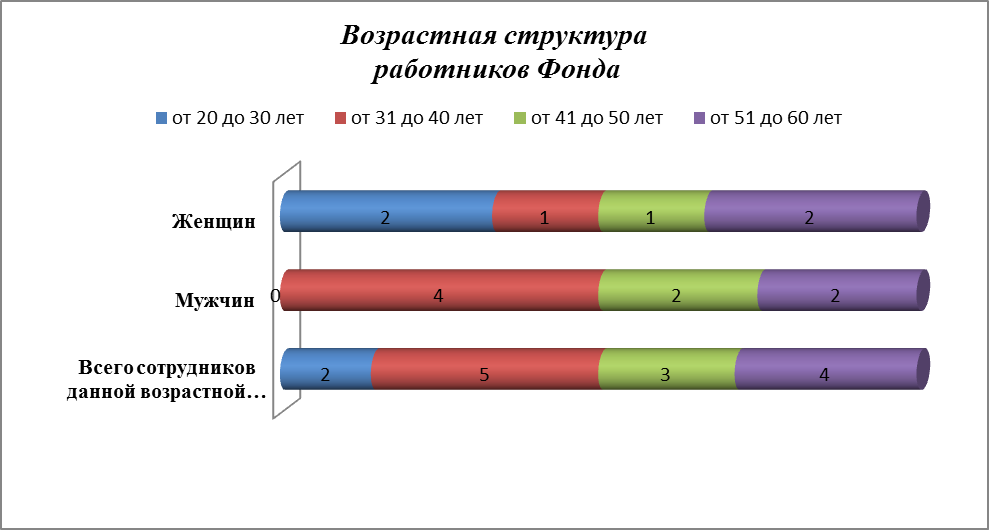 Возрастная структура
работников Фонда
от 20 до 30 лет от 31 до 40 лет от 41 до 50 лет от 51 до 60 лет
Женщин 2 1 1 2
Мужчин 0 4 2 2
Всего сотрудников
данной возрастной… 2 5 3 4